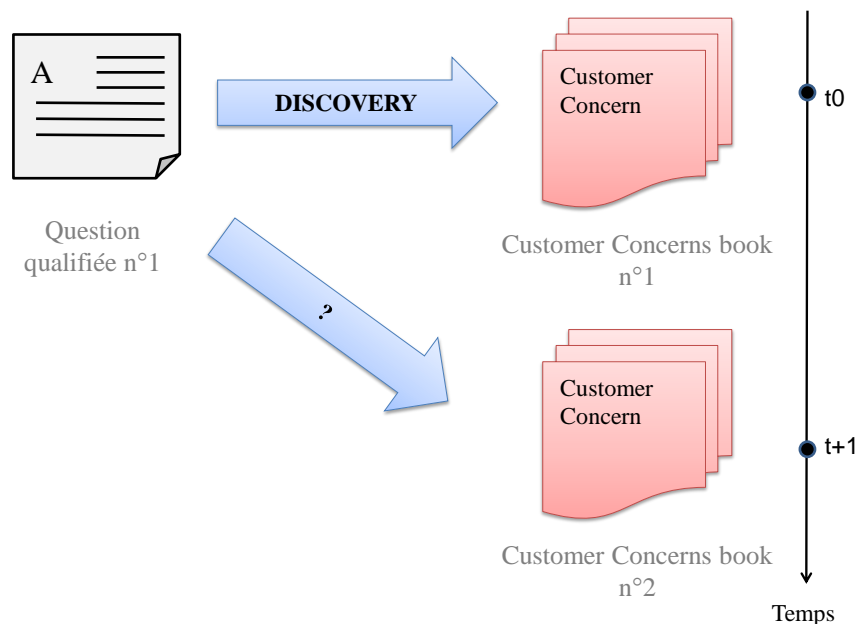 A
DISCOVERY
Customer
Concern
t0
Question
qualifiée n°1
Customer Concerns book
n°1
?
Customer
Concern
t+1
Customer Concerns book
n°2
Temps